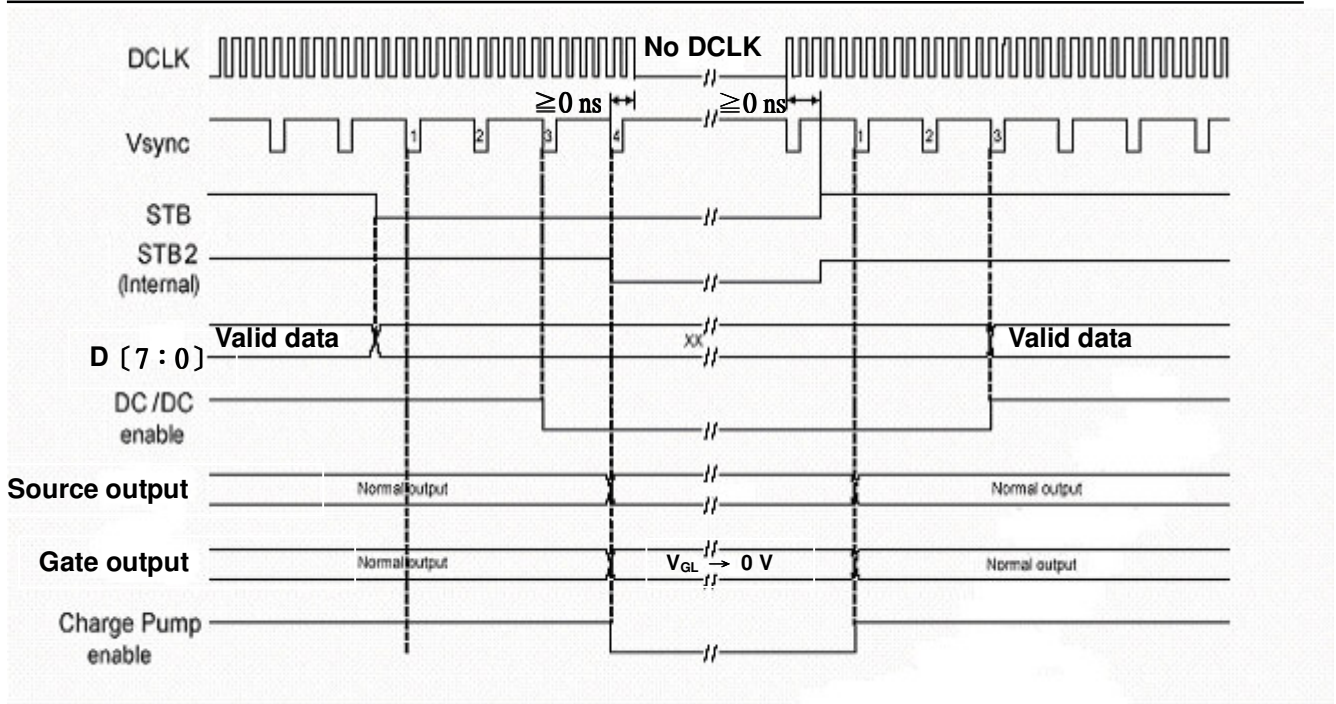 DCLK
No DCLK
≧0 ns
≧0 ns
Vsync
1
2
3
4
1
2
3
STB
STB2
(Internal)
D〔7:0〕
Valid data
XX
Valid data
DC/DC
enable
Source output
Normal output
Normal output
Gate output
Normal output
VGL → 0 V
Normal output
Charge Pump
enable